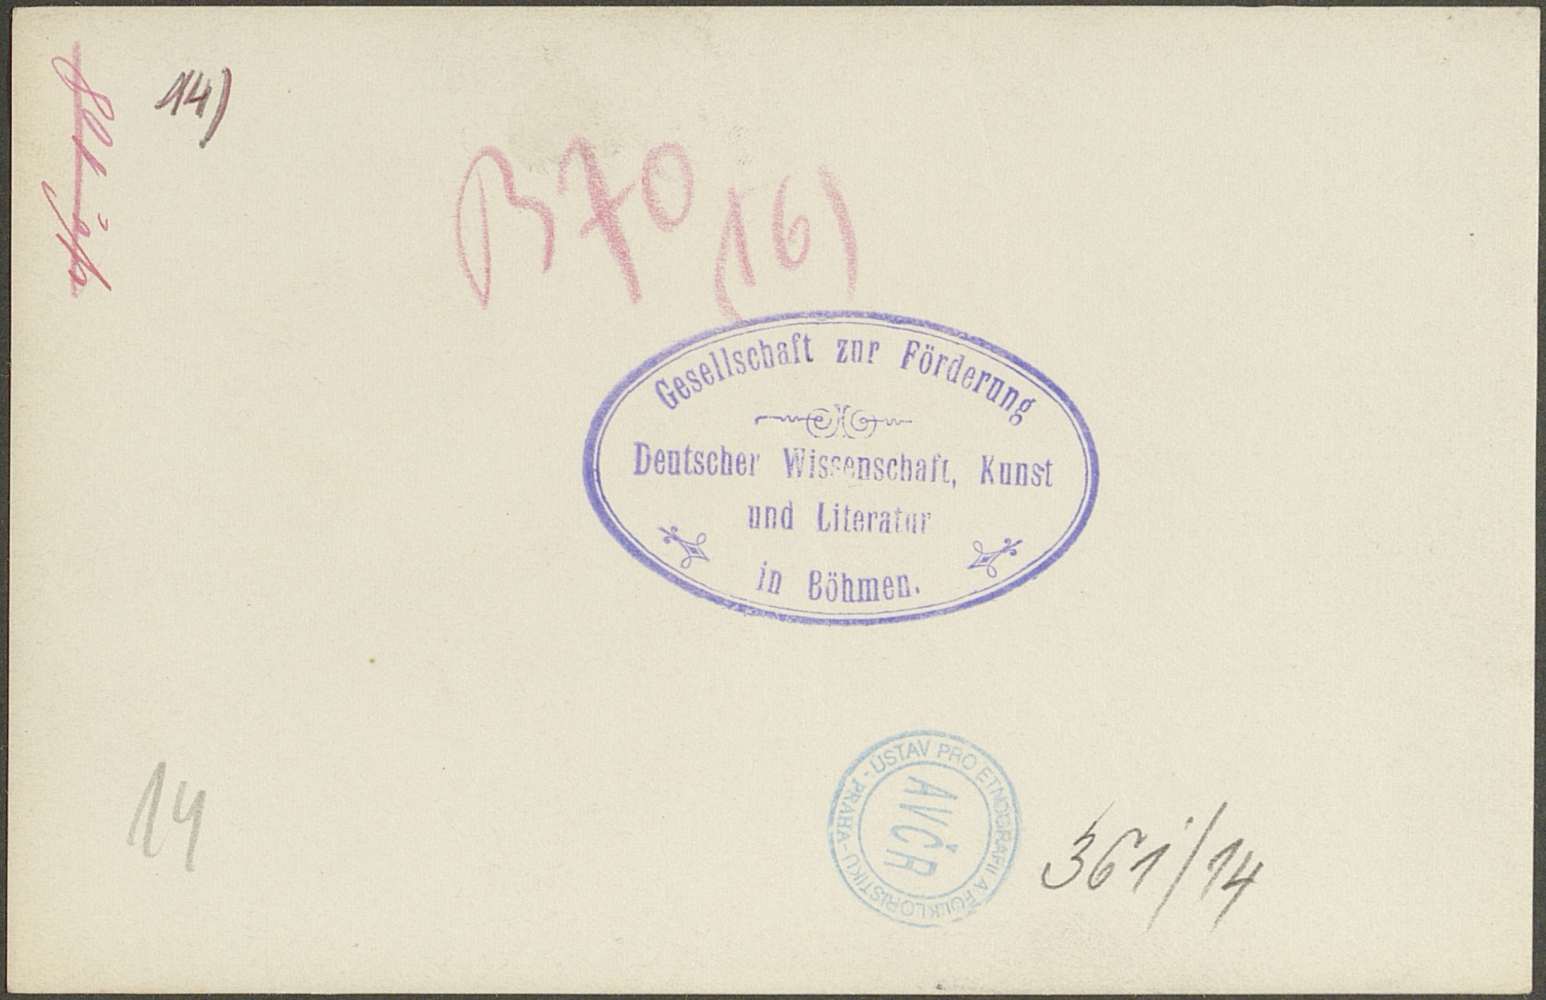 14)
B70
(16)
Gesellschaft zur Förderung
Deutscher Wissenschaft, Kunst
und Literatur
in Böhmen.
14
ÚSTAV PRO ETNOGRAFII A FOLKLORISTIKU - PRAHA -
AVČR
361/14